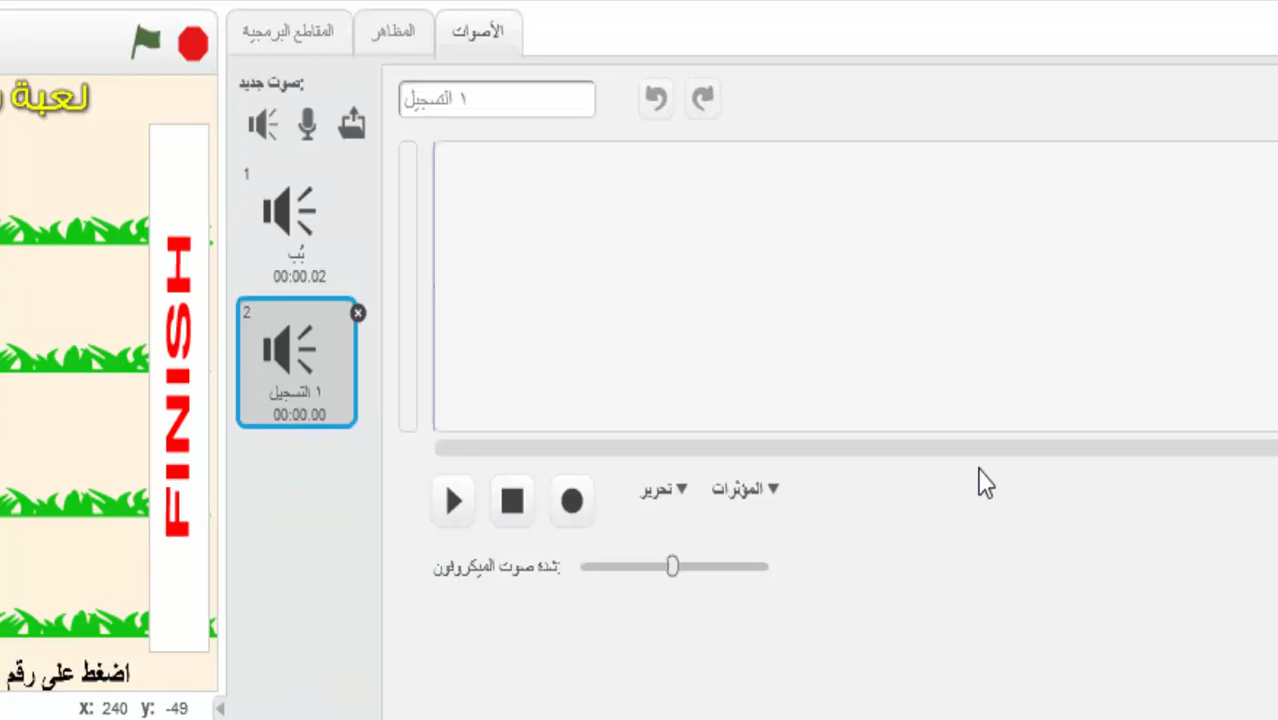 المقاطع البرمجية
المظاهر
الأصوات
لعبة
صوت جديد:
١ التسجيل
1
بُب
00:00.02
2
١ التسجيل
00:00.00
FINISH
تحرير
المؤثرات
شدة صوت الميكروفون:
اضغط على رقم
x: 240 y: -49